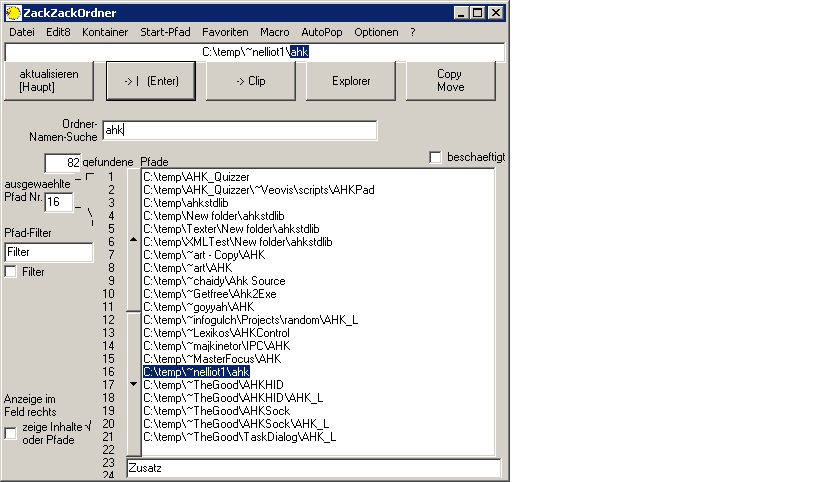 ZackZackOrdner
Datei Edit8 Kontainer Start-Pfad Favoriten Macro AutoPop Optionen ?
C:\temp\~nelliot1\ahk
aktualisieren
[Haupt]
-> | (Enter)
-> Clip
Explorer
Copy
Move
Ordner-
Namen-Suche
ahk
82 gefundene Pfade
beschaeftigt
ausgewaehlte
Pfad Nr. 16
Pfad-Filter
Filter
Filter
Anzeige im
Feld rechts
zeige Inhalte √
oder Pfade
1 C:\temp\AHK_Quizzer
2 C:\temp\AHK_Quizzer\~Veovis\scripts\AHKPad
3 C:\temp\ahkstdlib
4 C:\temp\New folder\ahkstdlib
5 C:\temp\Texter\New folder\ahkstdlib
6 C:\temp\XMLTest\New folder\ahkstdlib
7 C:\temp\~art - Copy\AHK
8 C:\temp\~art\AHK
9 C:\temp\~chaidy\Ahk Source
10 C:\temp\~Getfree\Ahk2Exe
11 C:\temp\~goyyah\AHK
12 C:\temp\~infogulch\Projects\random\AHK_L
13 C:\temp\~Lexikos\AHKControl
14 C:\temp\~majkinetor\IPC\AHK
15 C:\temp\~MasterFocus\AHK
16 C:\temp\~nelliot1\ahk
17 C:\temp\~TheGood\AHKHID
18 C:\temp\~TheGood\AHKHID\AHK_L
19 C:\temp\~TheGood\AHKSock
20 C:\temp\~TheGood\AHKSock\AHK_L
21 C:\temp\~TheGood\TaskDialog\AHK_L
22
23
24
Zusatz